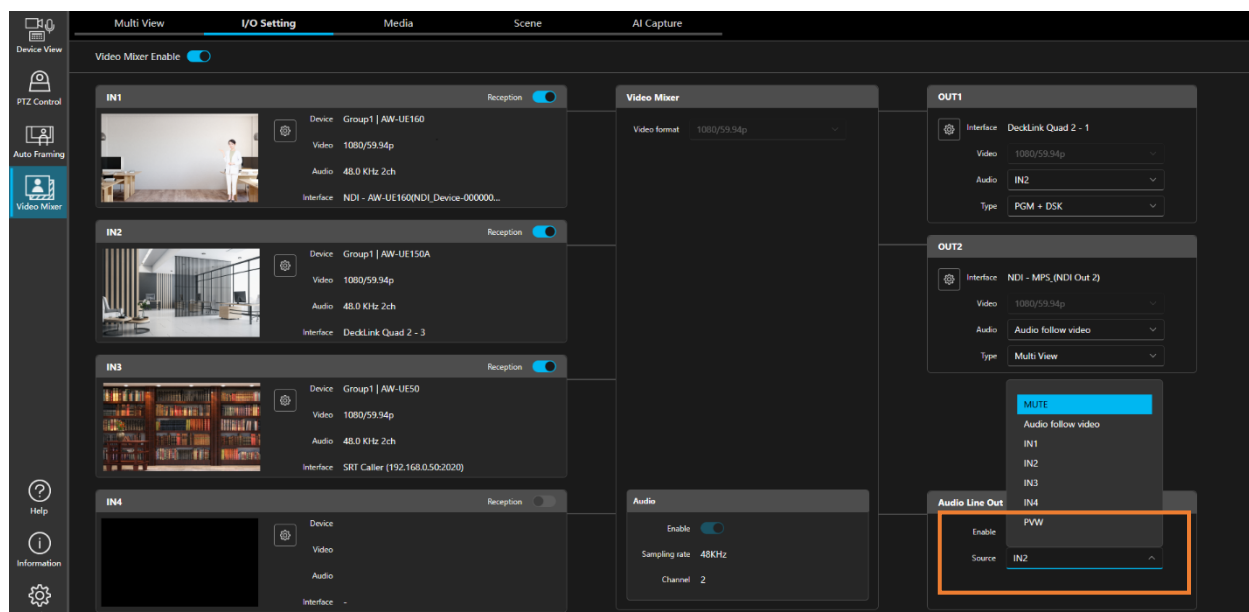 Multi View
I/O Setting
Media
Scene
AI Capture
Device View
PTZ Control
Auto Framing
Video Mixer
Help
Information
Video Mixer Enable
IN1
Reception
Device Group1 | AW-UE160
Video 1080/59.94p
Audio 48.0 KHz 2ch
Interface NDI - AW-UE160(NDI_Device-000000...
IN2
Reception
Device Group1 | AW-UE150A
Video 1080/59.94p
Audio 48.0 KHz 2ch
Interface DeckLink Quad 2 - 3
IN3
Reception
Device Group1 | AW-UE50
Video 1080/59.94p
Audio 48.0 KHz 2ch
Interface SRT Caller (192.168.0.50:2020)
IN4
Reception
Device
Video
Audio
Interface -
Video Mixer
Video format 1080/59.94p
Audio
Enable
Sampling rate 48KHz
Channel 2
OUT1
Interface DeckLink Quad 2 - 1
Video 1080/59.94p
Audio IN2
Type PGM + DSK
OUT2
Interface NDI - MPS_(NDI Out 2)
Video 1080/59.94p
Audio Audio follow video
Type Multi View
MUTE
Audio follow video
IN1
IN2
IN3
IN4
PVW
Audio Line Out
Enable
Source IN2